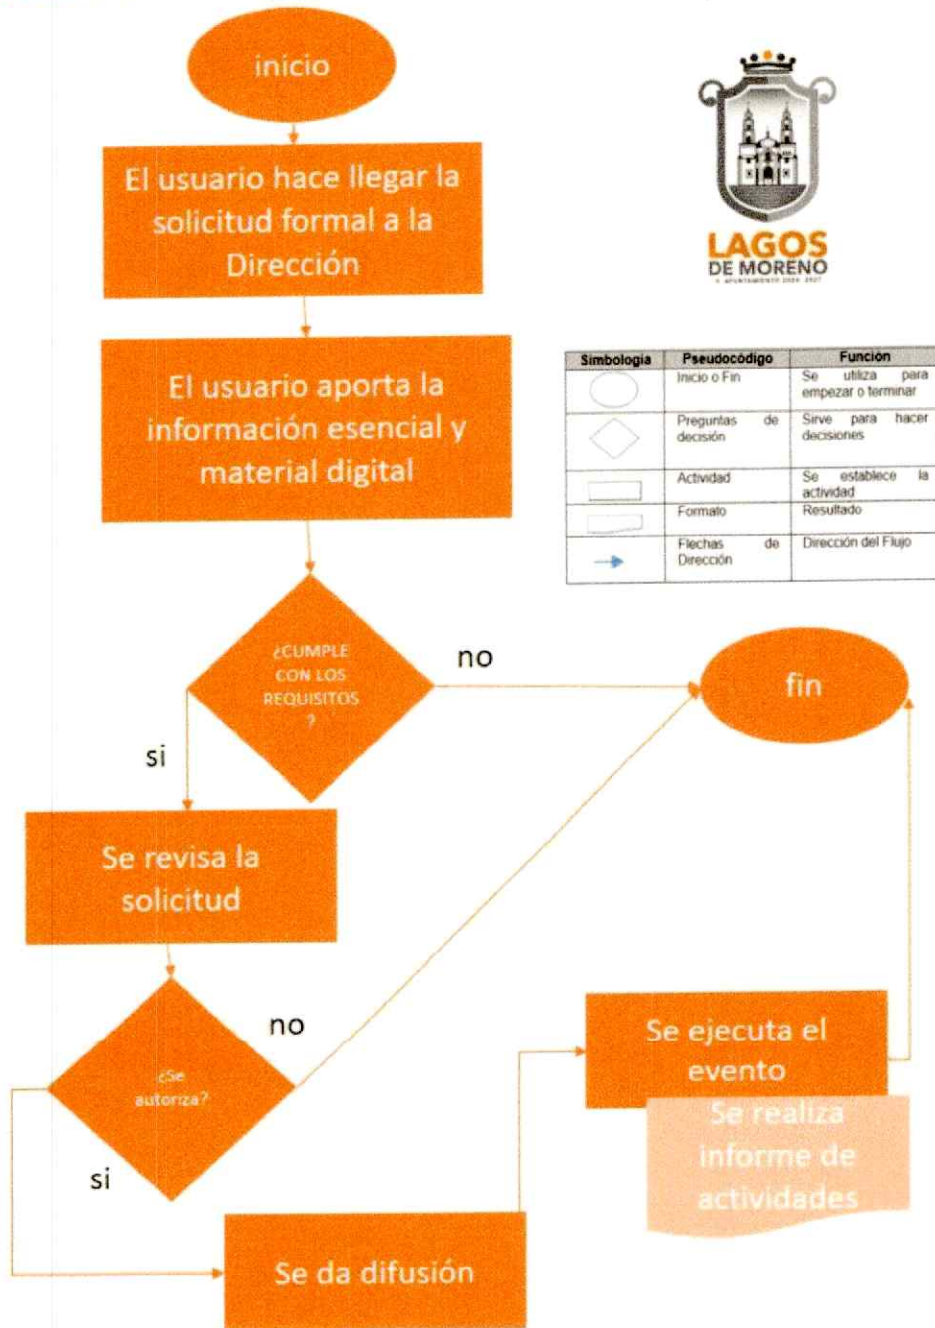 inicio
El usuario hace llegar la
solicitud formal a la
Dirección
LAGOS
DE MORENO
El usuario aporta la
información esencial y
material digital
Simbología Pseudocódigo Función
Inicio o Fin Se utiliza para
empezar o terminar
Preguntas de Sirve para hacer
decisión decisiones
Actividad Se establece la
actividad
Formato Resultado
Flechas de Dirección del Flujo
Dirección
¿CUMPLE
CON LOS
REQUISITOS
?
no
fin
si
Se revisa la
solicitud
¿Se
autoriza?
no
si
Se ejecuta el
evento
Se realiza
informe de
actividades
Se da difusión